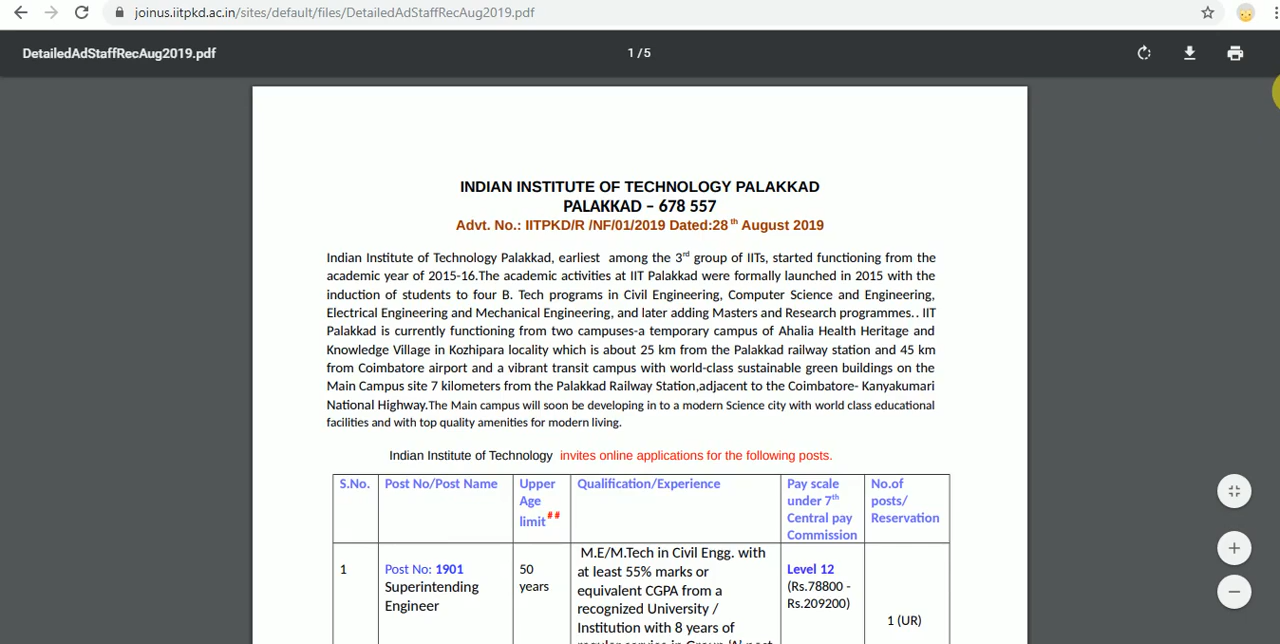 joinus.iitpkd.ac.in/sites/default/files/DetailedAdStaffRecAug2019.pdf
DetailedAdStaffRecAug2019.pdf
1 / 5
INDIAN INSTITUTE OF TECHNOLOGY PALAKKAD
PALAKKAD – 678 557
Advt. No.: IITPKD/R /NF/01/2019 Dated:28th August 2019
Indian Institute of Technology Palakkad, earliest among the 3rd group of IITs, started functioning from the
academic year of 2015-16.The academic activities at IIT Palakkad were formally launched in 2015 with the
induction of students to four B. Tech programs in Civil Engineering, Computer Science and Engineering,
Electrical Engineering and Mechanical Engineering, and later adding Masters and Research programmes.. IIT
Palakkad is currently functioning from two campuses-a temporary campus of Ahalia Health Heritage and
Knowledge Village in Kozhipara locality which is about 25 km from the Palakkad railway station and 45 km
from Coimbatore airport and a vibrant transit campus with world-class sustainable green buildings on the
Main Campus site 7 kilometers from the Palakkad Railway Station,adjacent to the Coimbatore- Kanyakumari
National Highway.The Main campus will soon be developing in to a modern Science city with world class educational
facilities and with top quality amenities for modern living.
Indian Institute of Technology invites online applications for the following posts.
S.No. Post No/Post Name Upper Age limit## Qualification/Experience Pay scale under 7th Central pay Commission No.of posts/ Reservation
1
Post No: 1901
Superintending
Engineer
50
years
M.E/M.Tech in Civil Engg. with
at least 55% marks or
equivalent CGPA from a
recognized University /
Institution with 8 years of
regular service in Group 'A' post
Level 12
(Rs.78800 -
Rs.209200)
1 (UR)